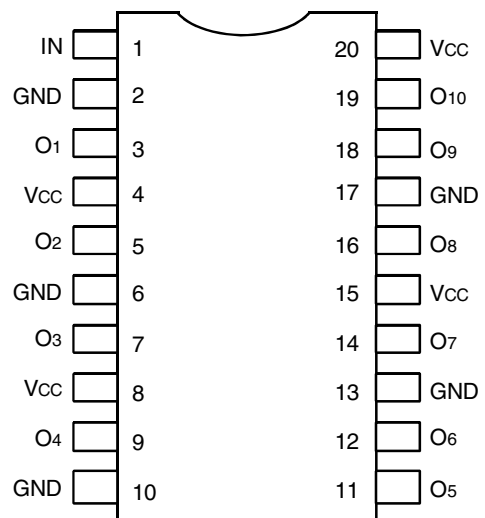 IN 1 20 VCC
GND 2 19 O10
O1 3 18 O9
VCC 4 17 GND
O2 5 16 O8
GND 6 15 VCC
O3 7 14 O7
VCC 8 13 GND
O4 9 12 O6
GND 10 11 O5